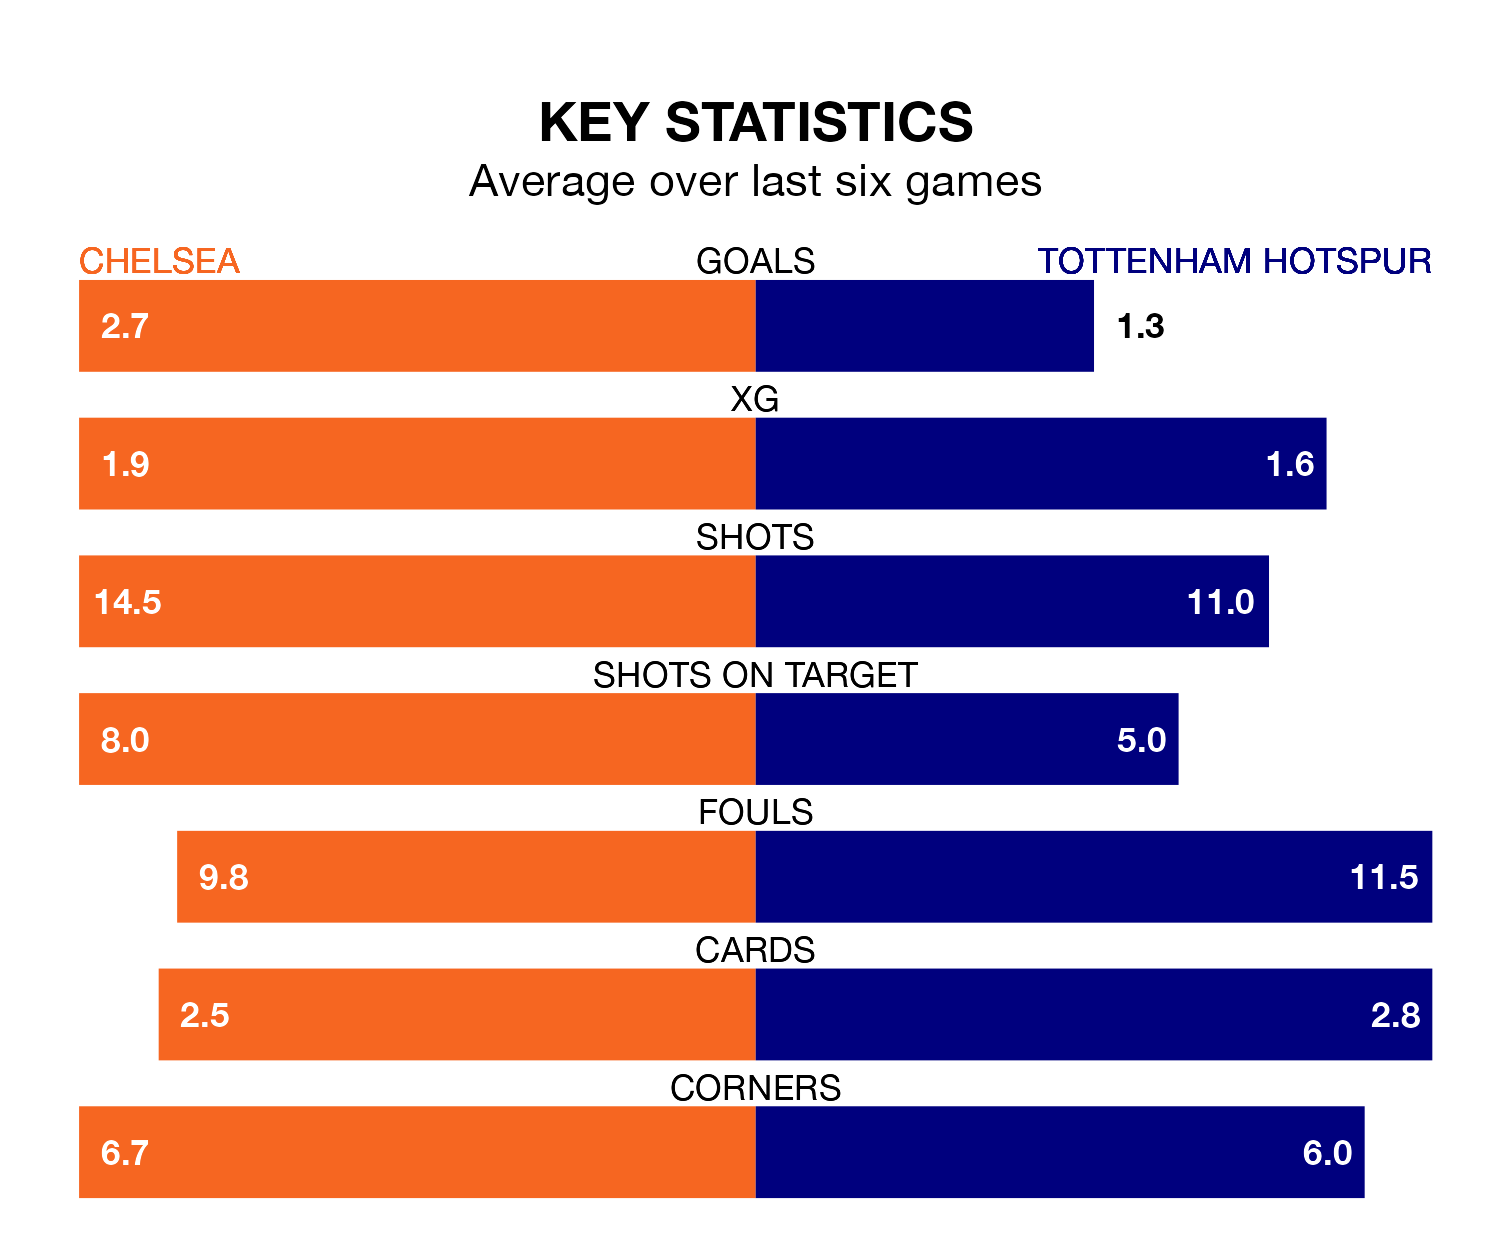 KEY STATISTICS
Average over last six games
CHELSEA GOALS TOTTENHAM HOTSPUR
2.7 1.3
XG
1.9 1.6
SHOTS
14.5 11.0
SHOTS ON TARGET
8.0 5.0
FOULS
9.8 11.5
CARDS
2.5 2.8
CORNERS
6.7 6.0